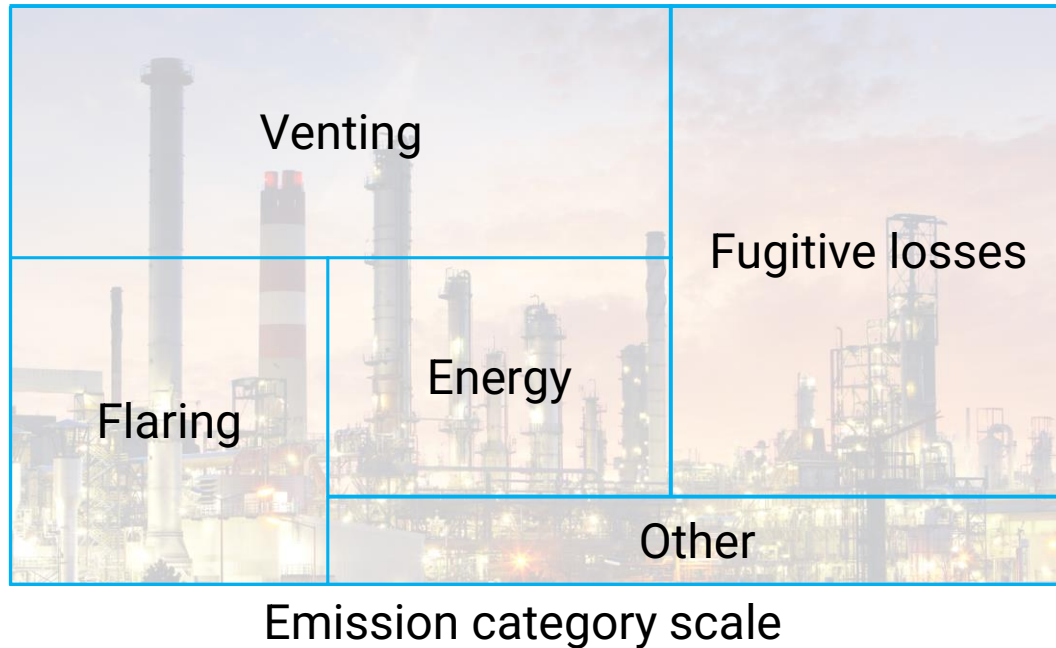 Venting
Fugitive losses
Energy
Flaring
Other
Emission category scale